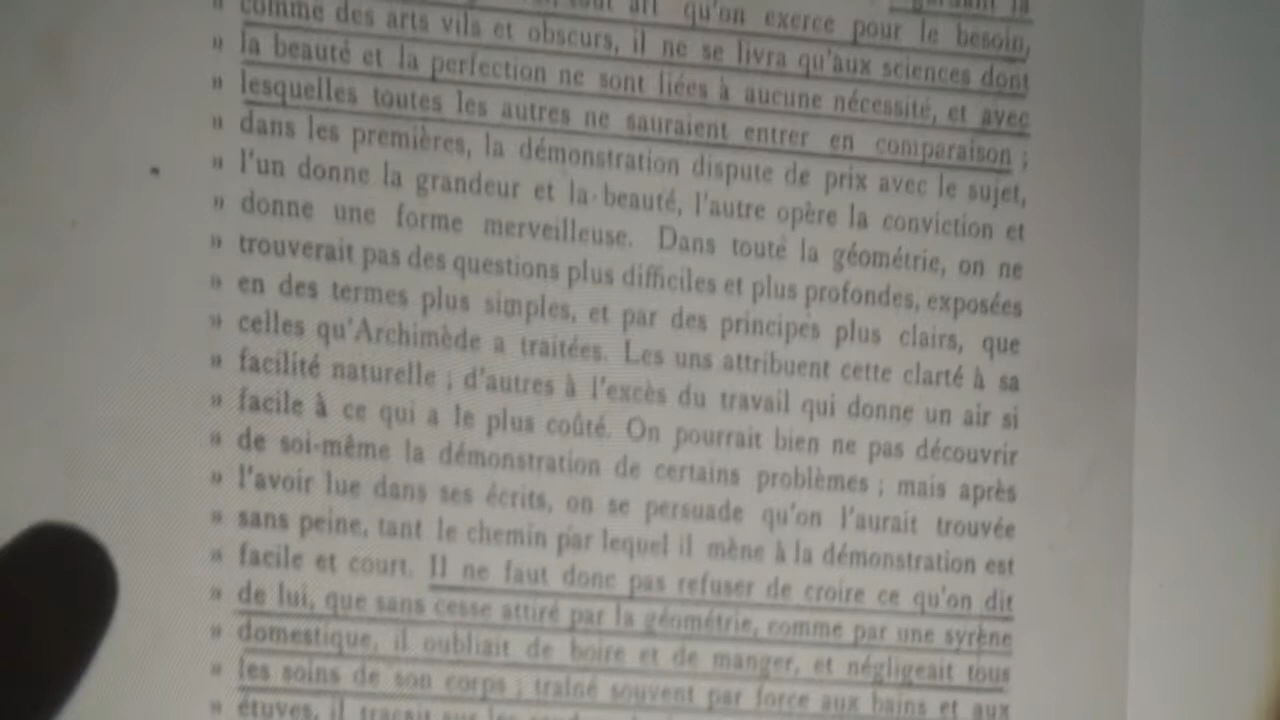 qu'on exerce pour le besoin,
» comme des arts vils et obscurs, il ne se livra qu'aux sciences dont
» la beauté et la perfection ne sont liées à aucune nécessité, et avec
» lesquelles toutes les autres ne sauraient entrer en comparaison ;
» dans les premières, la démonstration dispute de prix avec le sujet,
» l'un donne la grandeur et la beauté, l'autre opère la conviction et
» donne une forme merveilleuse. Dans toute la géométrie, on ne
» trouverait pas des questions plus difficiles et plus profondes, exposées
» en des termes plus simples, et par des principes plus clairs, que
» celles qu'Archimède a traitées. Les uns attribuent cette clarté à sa
» facilité naturelle ; d'autres à l'excès du travail qui donne un air si
» facile à ce qui a le plus coûté. On pourrait bien ne pas découvrir
» de soi-même la démonstration de certains problèmes ; mais après
» l'avoir lue dans ses écrits, on se persuade qu'on l'aurait trouvée
» sans peine, tant le chemin par lequel il mène à la démonstration est
» facile et court. Il ne faut donc pas refuser de croire ce qu'on dit
» de lui, que sans cesse attiré par la géométrie, comme par une syrène
» domestique, il oubliait de boire et de manger, et négligeait tous
» les soins de son corps ; traîné souvent par force aux bains et aux
» étuves, il traçait sur les